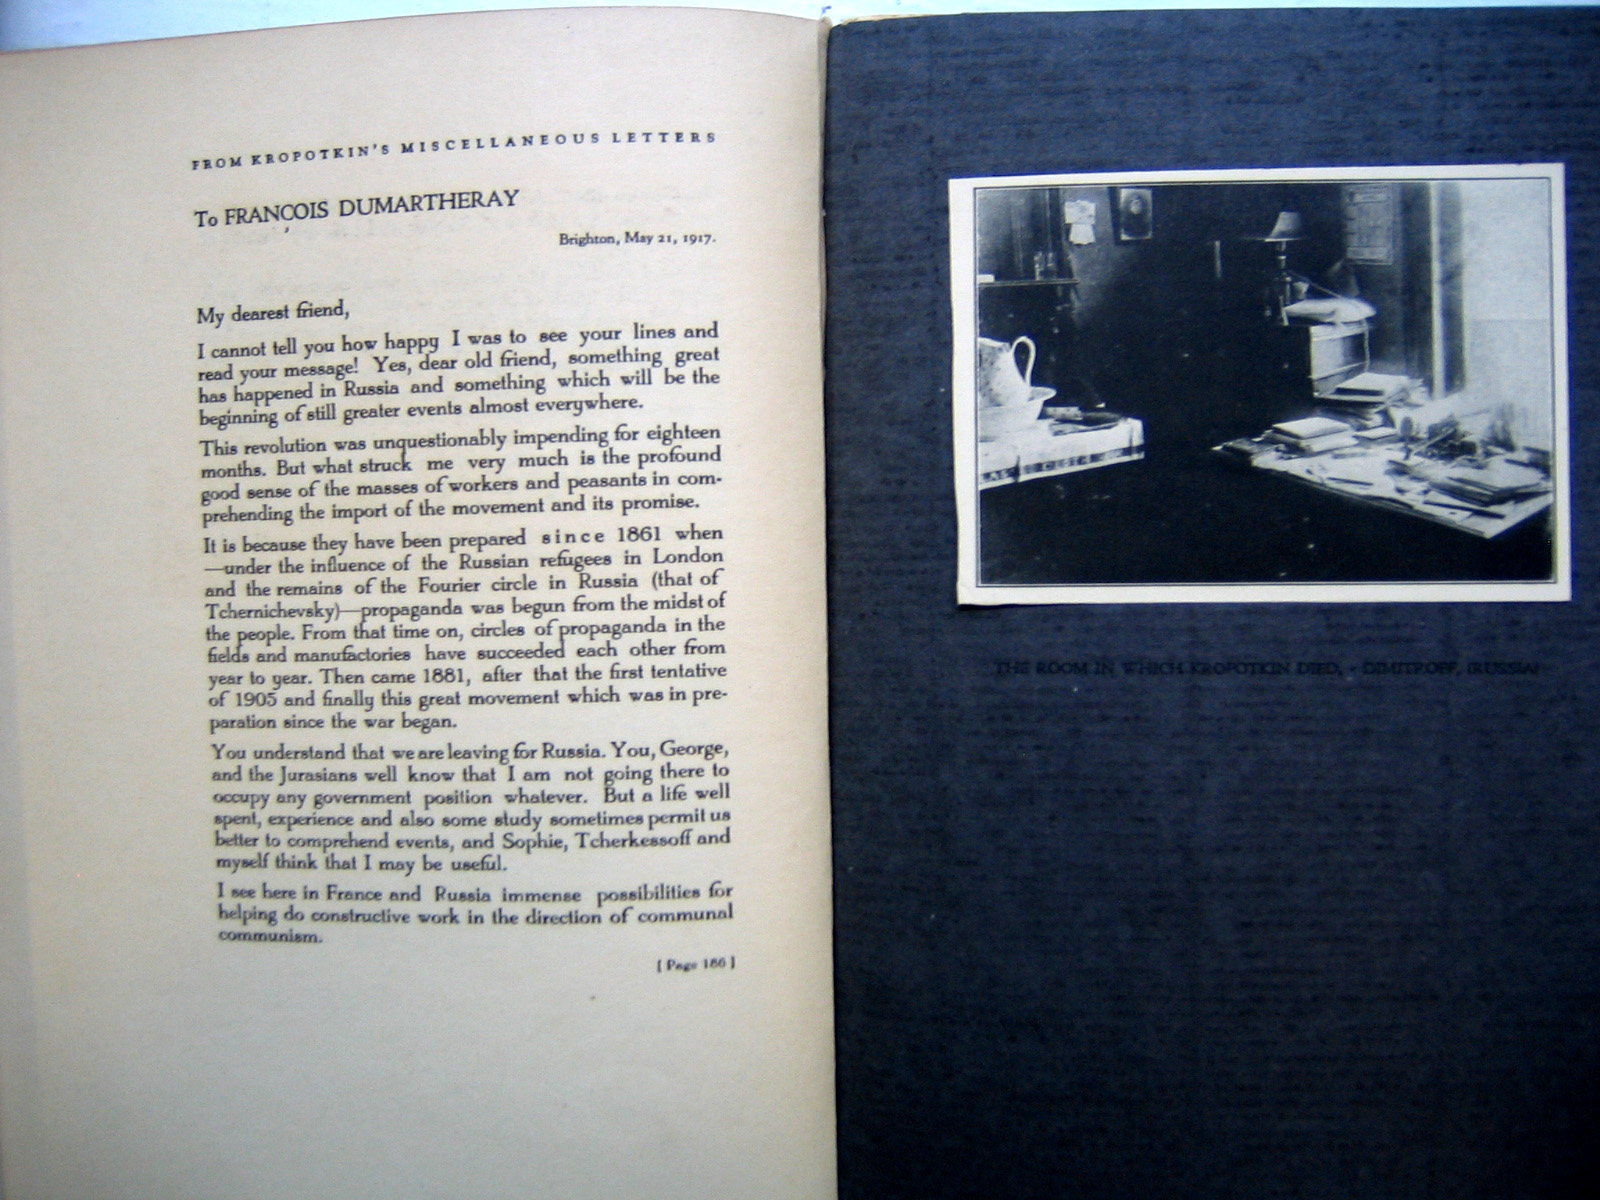 FROM KROPOTKIN'S MISCELLANEOUS LETTERS
To FRANÇOIS DUMARTHERAY
Brighton, May 21, 1917.
My dearest friend,
I cannot tell you how happy I was to see your lines and
read your message! Yes, dear old friend, something great
has happened in Russia and something which will be the
beginning of still greater events almost everywhere.
This revolution was unquestionably impending for eighteen
months. But what struck me very much is the profound
good sense of the masses of workers and peasants in com-
prehending the import of the movement and its promise.
It is because they have been prepared since 1861 when
—under the influence of the Russian refugees in London
and the remains of the Fourier circle in Russia (that of
Tchernichevsky)—propaganda was begun from the midst of
the people. From that time on, circles of propaganda in the
fields and manufactories have succeeded each other from
year to year. Then came 1881, after that the first tentative
of 1905 and finally this great movement which was in pre-
paration since the war began.
You understand that we are leaving for Russia. You, George,
and the Jurasians well know that I am not going there to
occupy any government position whatever. But a life well
spent, experience and also some study sometimes permit us
better to comprehend events, and Sophie, Tcherkessoff and
myself think that I may be useful.
I see here in France and Russia immense possibilities for
helping do constructive work in the direction of communal
communism.
[ Page 186 ]
THE ROOM IN WHICH KROPOTKIN DIED, - DIMITROFF, (RUSSIA)